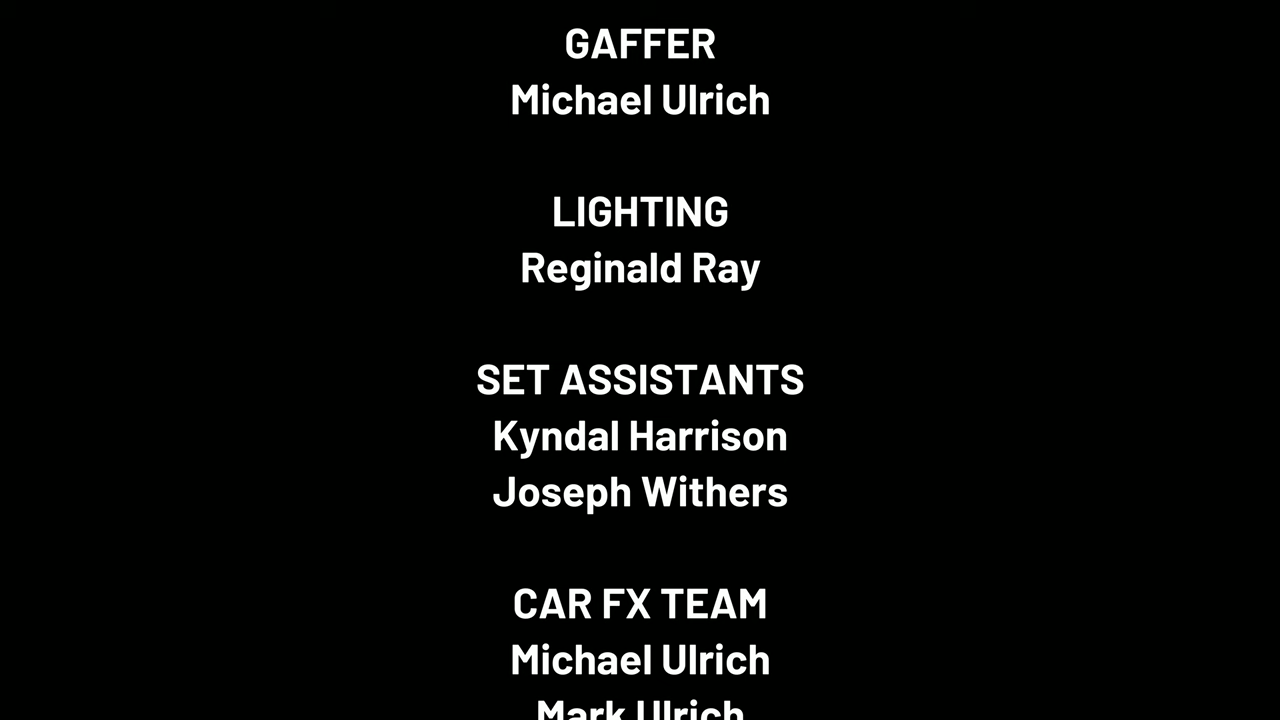 GAFFER
Michael Ulrich
LIGHTING
Reginald Ray
SET ASSISTANTS
Kyndal Harrison
Joseph Withers
CAR FX TEAM
Michael Ulrich
Mark Ulrich